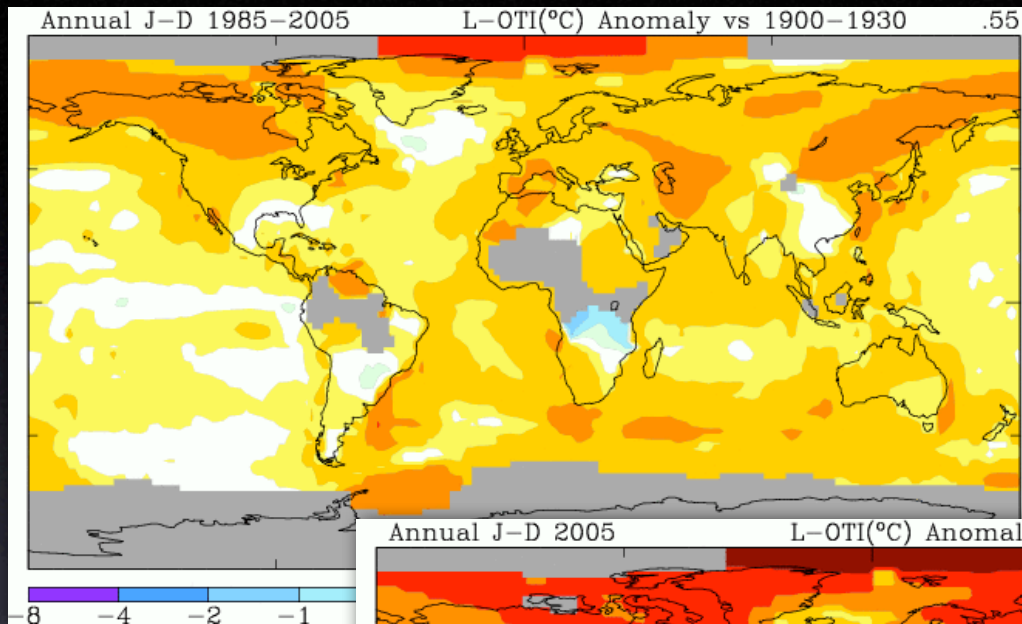 Annual J-D 1985-2005 L-OTI(°C) Anomaly vs 1900-1930 .55
Annual J-D 2005 L-OTI(°C) Anomal
-8 -4 -2 -1